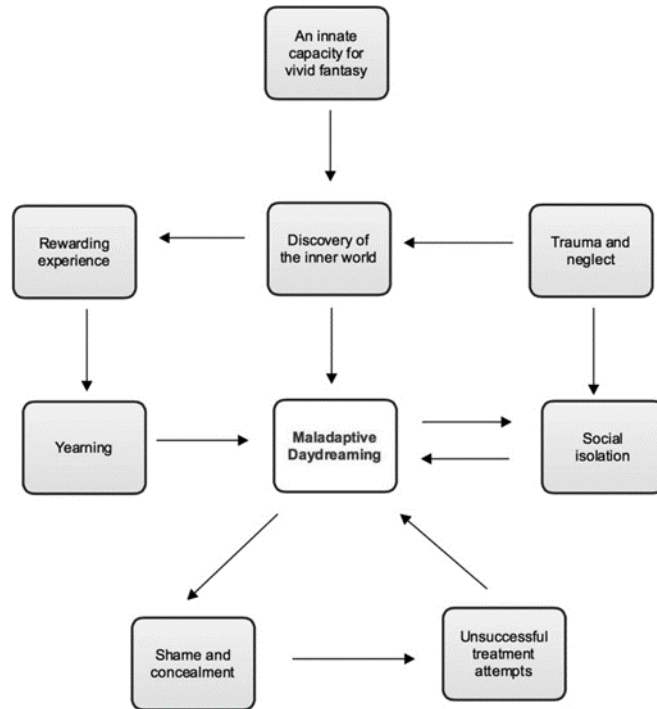 An innate
capacity for
vivid fantasy
Rewarding
experience
Discovery of
the inner world
Trauma and
neglect
Yearning
Maladaptive
Daydreaming
Social
isolation
Shame and
concealment
Unsuccessful
treatment
attempts